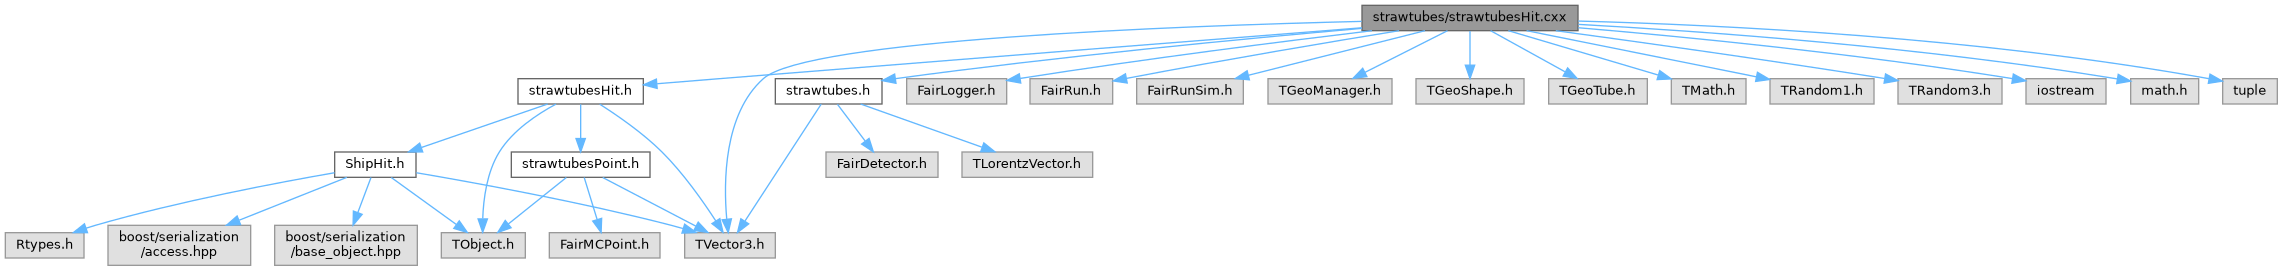 strawtubes/strawtubesHit.cxx
strawtubesHit.h
strawtubes.h
FairLogger.h
FairRun.h
FairRunSim.h
TGeoManager.h
TGeoShape.h
TGeoTube.h
TMath.h
TRandom1.h
TRandom3.h
iostream
math.h
tuple
ShipHit.h
strawtubesPoint.h
FairDetector.h
TLorentzVector.h
Rtypes.h
boost/serialization
/access.hpp
boost/serialization
/base_object.hpp
TObject.h
FairMCPoint.h
TVector3.h